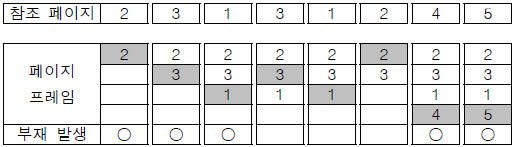 참조 페이지 2 3 1 3 1 2 4 5
2 2 2 2 2 2 2 2
페이지 3 3 3 3 3 3
프레임 1 1 1 1 1
4 5
부재 발생 ○ ○ ○ ○ ○